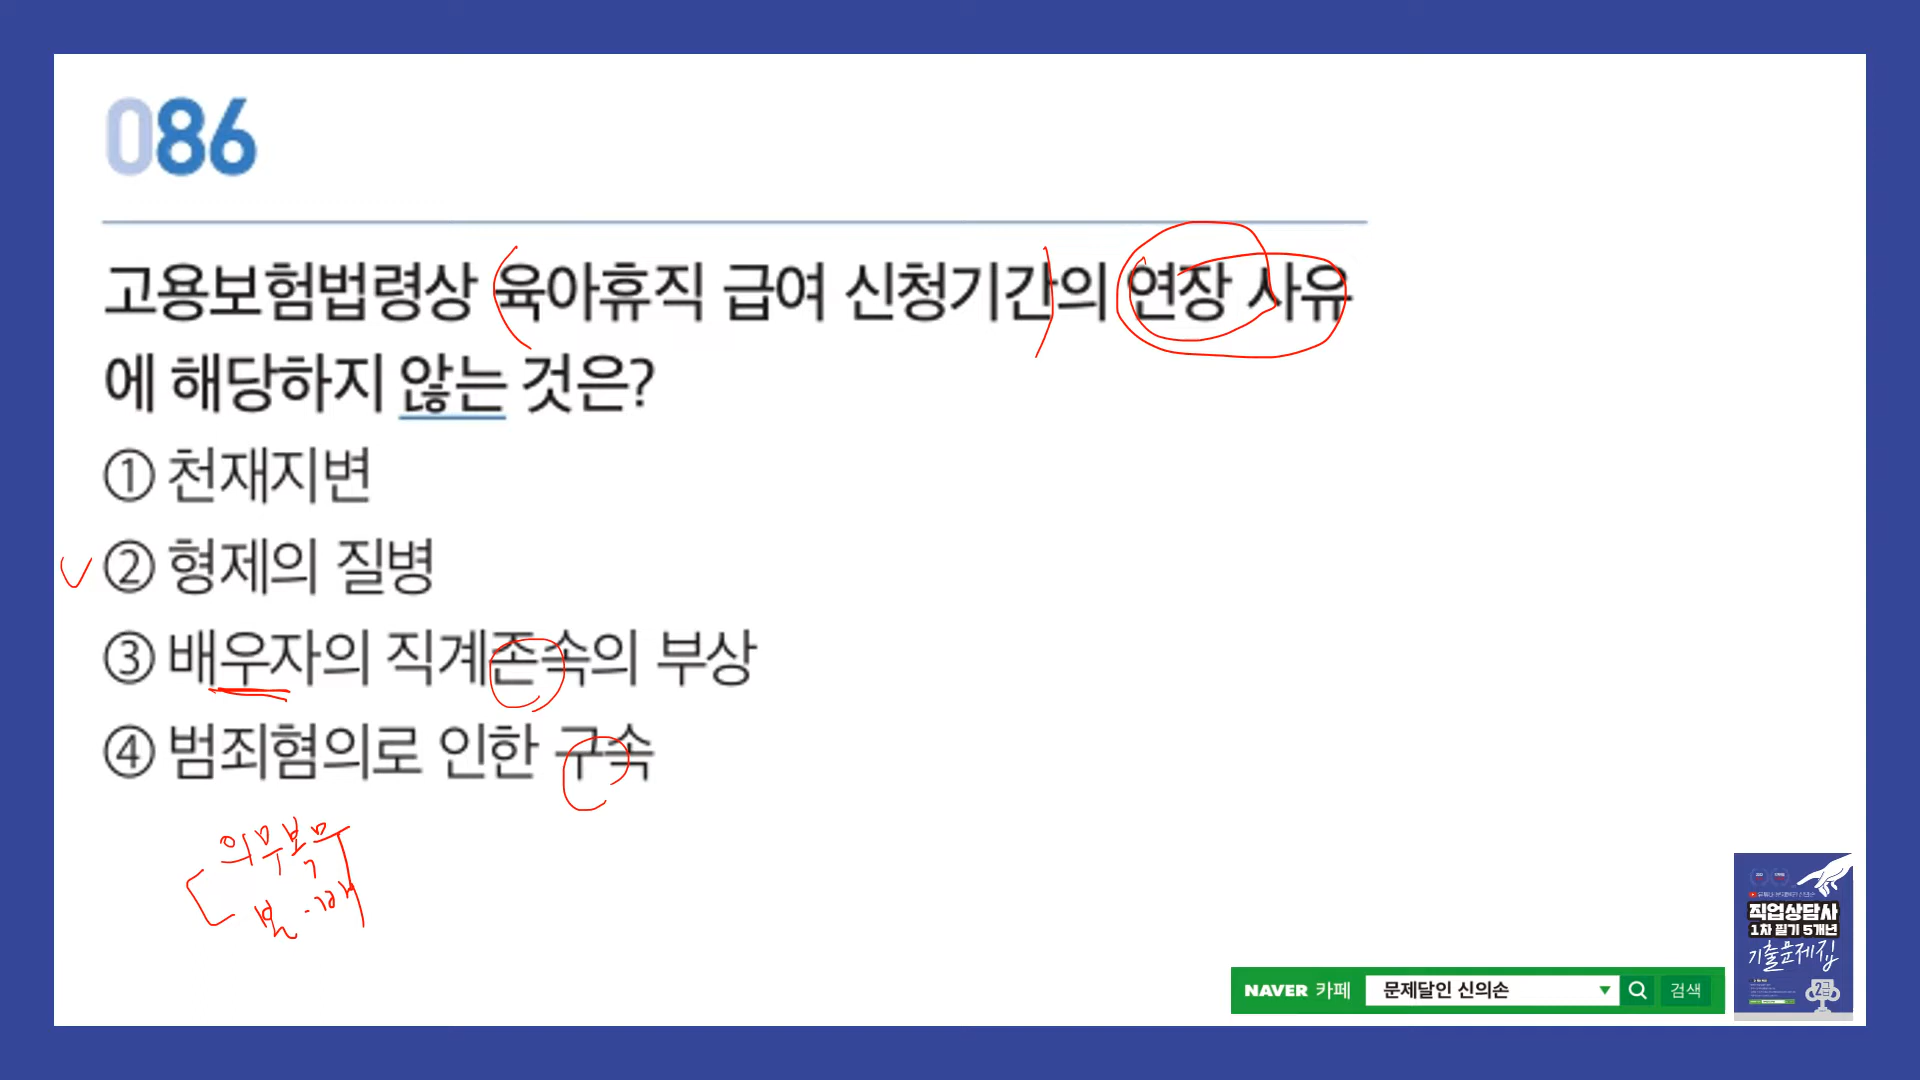 086
고용보험법령상 육아휴직 급여 신청기간의 연장 사유
에 해당하지 않는 것은?
① 천재지변
② 형제의 질병
③ 배우자의 직계존속의 부상
④ 범죄혐의로 인한 구속
의무복무
직업상담사
1차 필기 5개년
기출문제집
2급
NAVER 카페 문제달인 신의손 검색